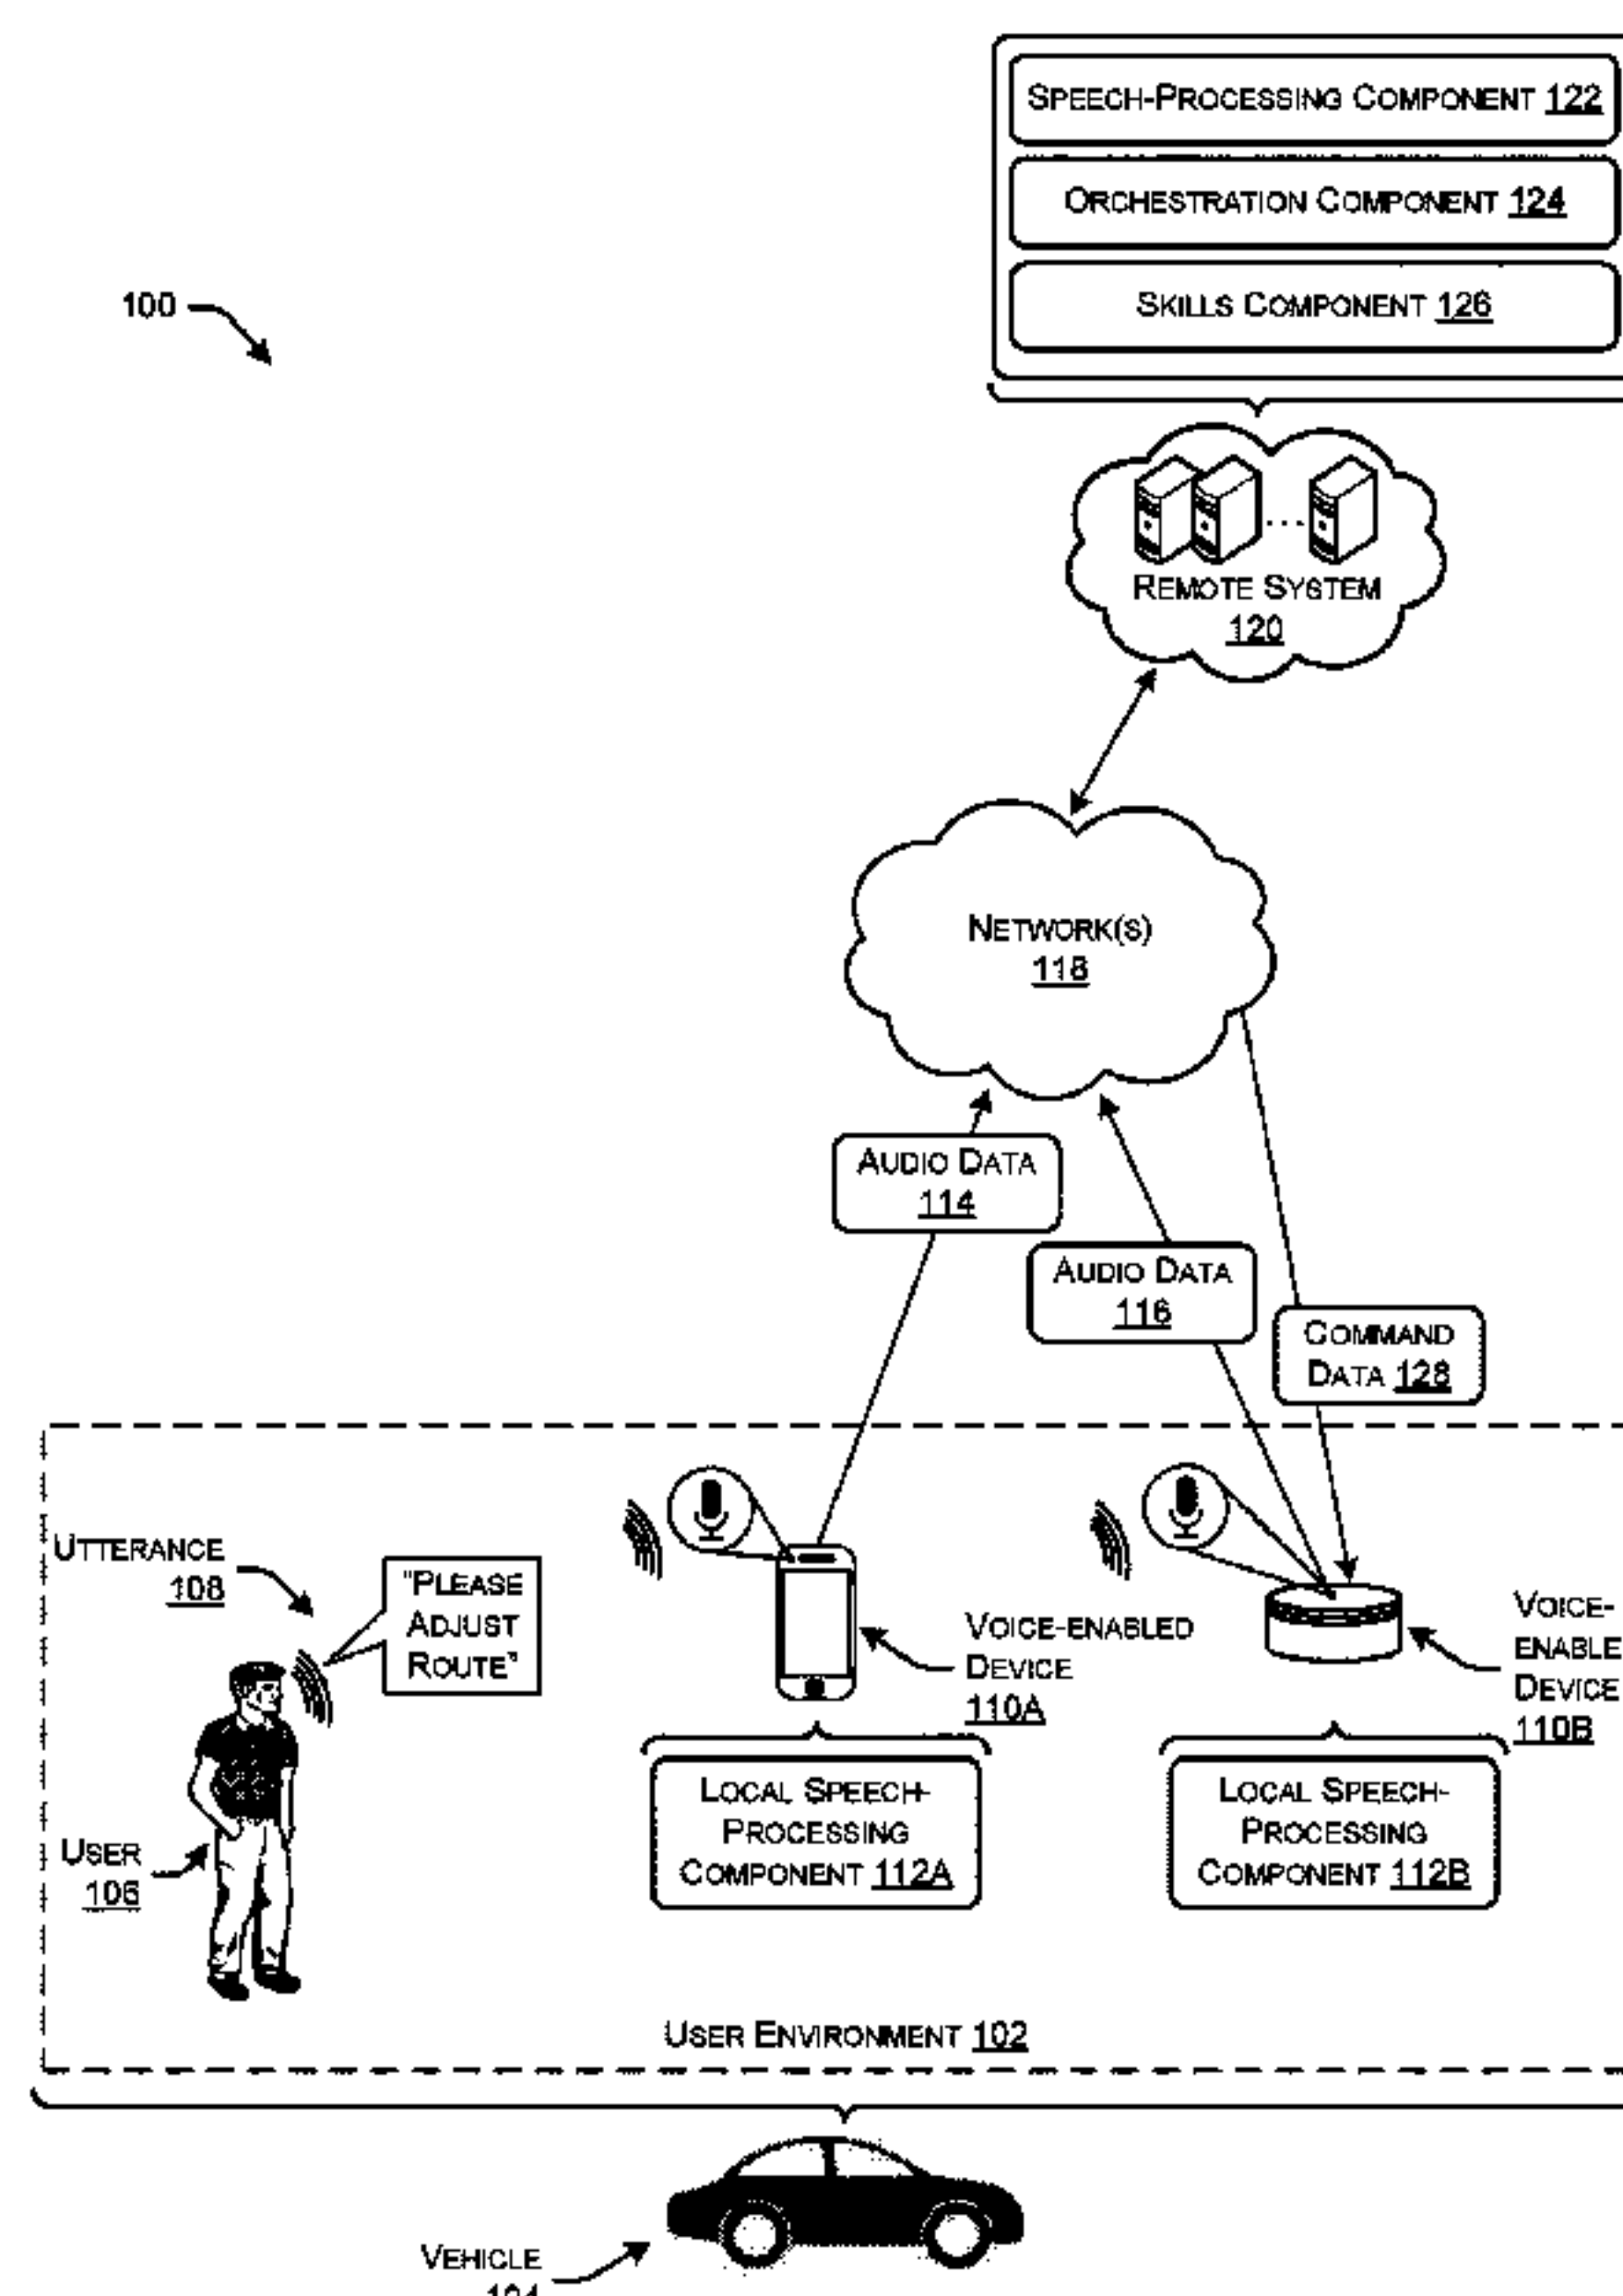 SPEECH-PROCESSING COMPONENT 122
ORCHESTRATION COMPONENT 124
SKILLS COMPONENT 126
100
REMOTE SYSTEM
120
NETWORK(S)
118
AUDIO DATA
114
AUDIO DATA
116
COMMAND
DATA 128
UTTERANCE
108
"PLEASE
ADJUST
ROUTE"
VOICE-ENABLED
DEVICE
110A
VOICE-
ENABLE
DEVICE
110B
LOCAL SPEECH-
PROCESSING
COMPONENT 112A
LOCAL SPEECH-
PROCESSING
COMPONENT 112B
USER
106
USER ENVIRONMENT 102
VEHICLE